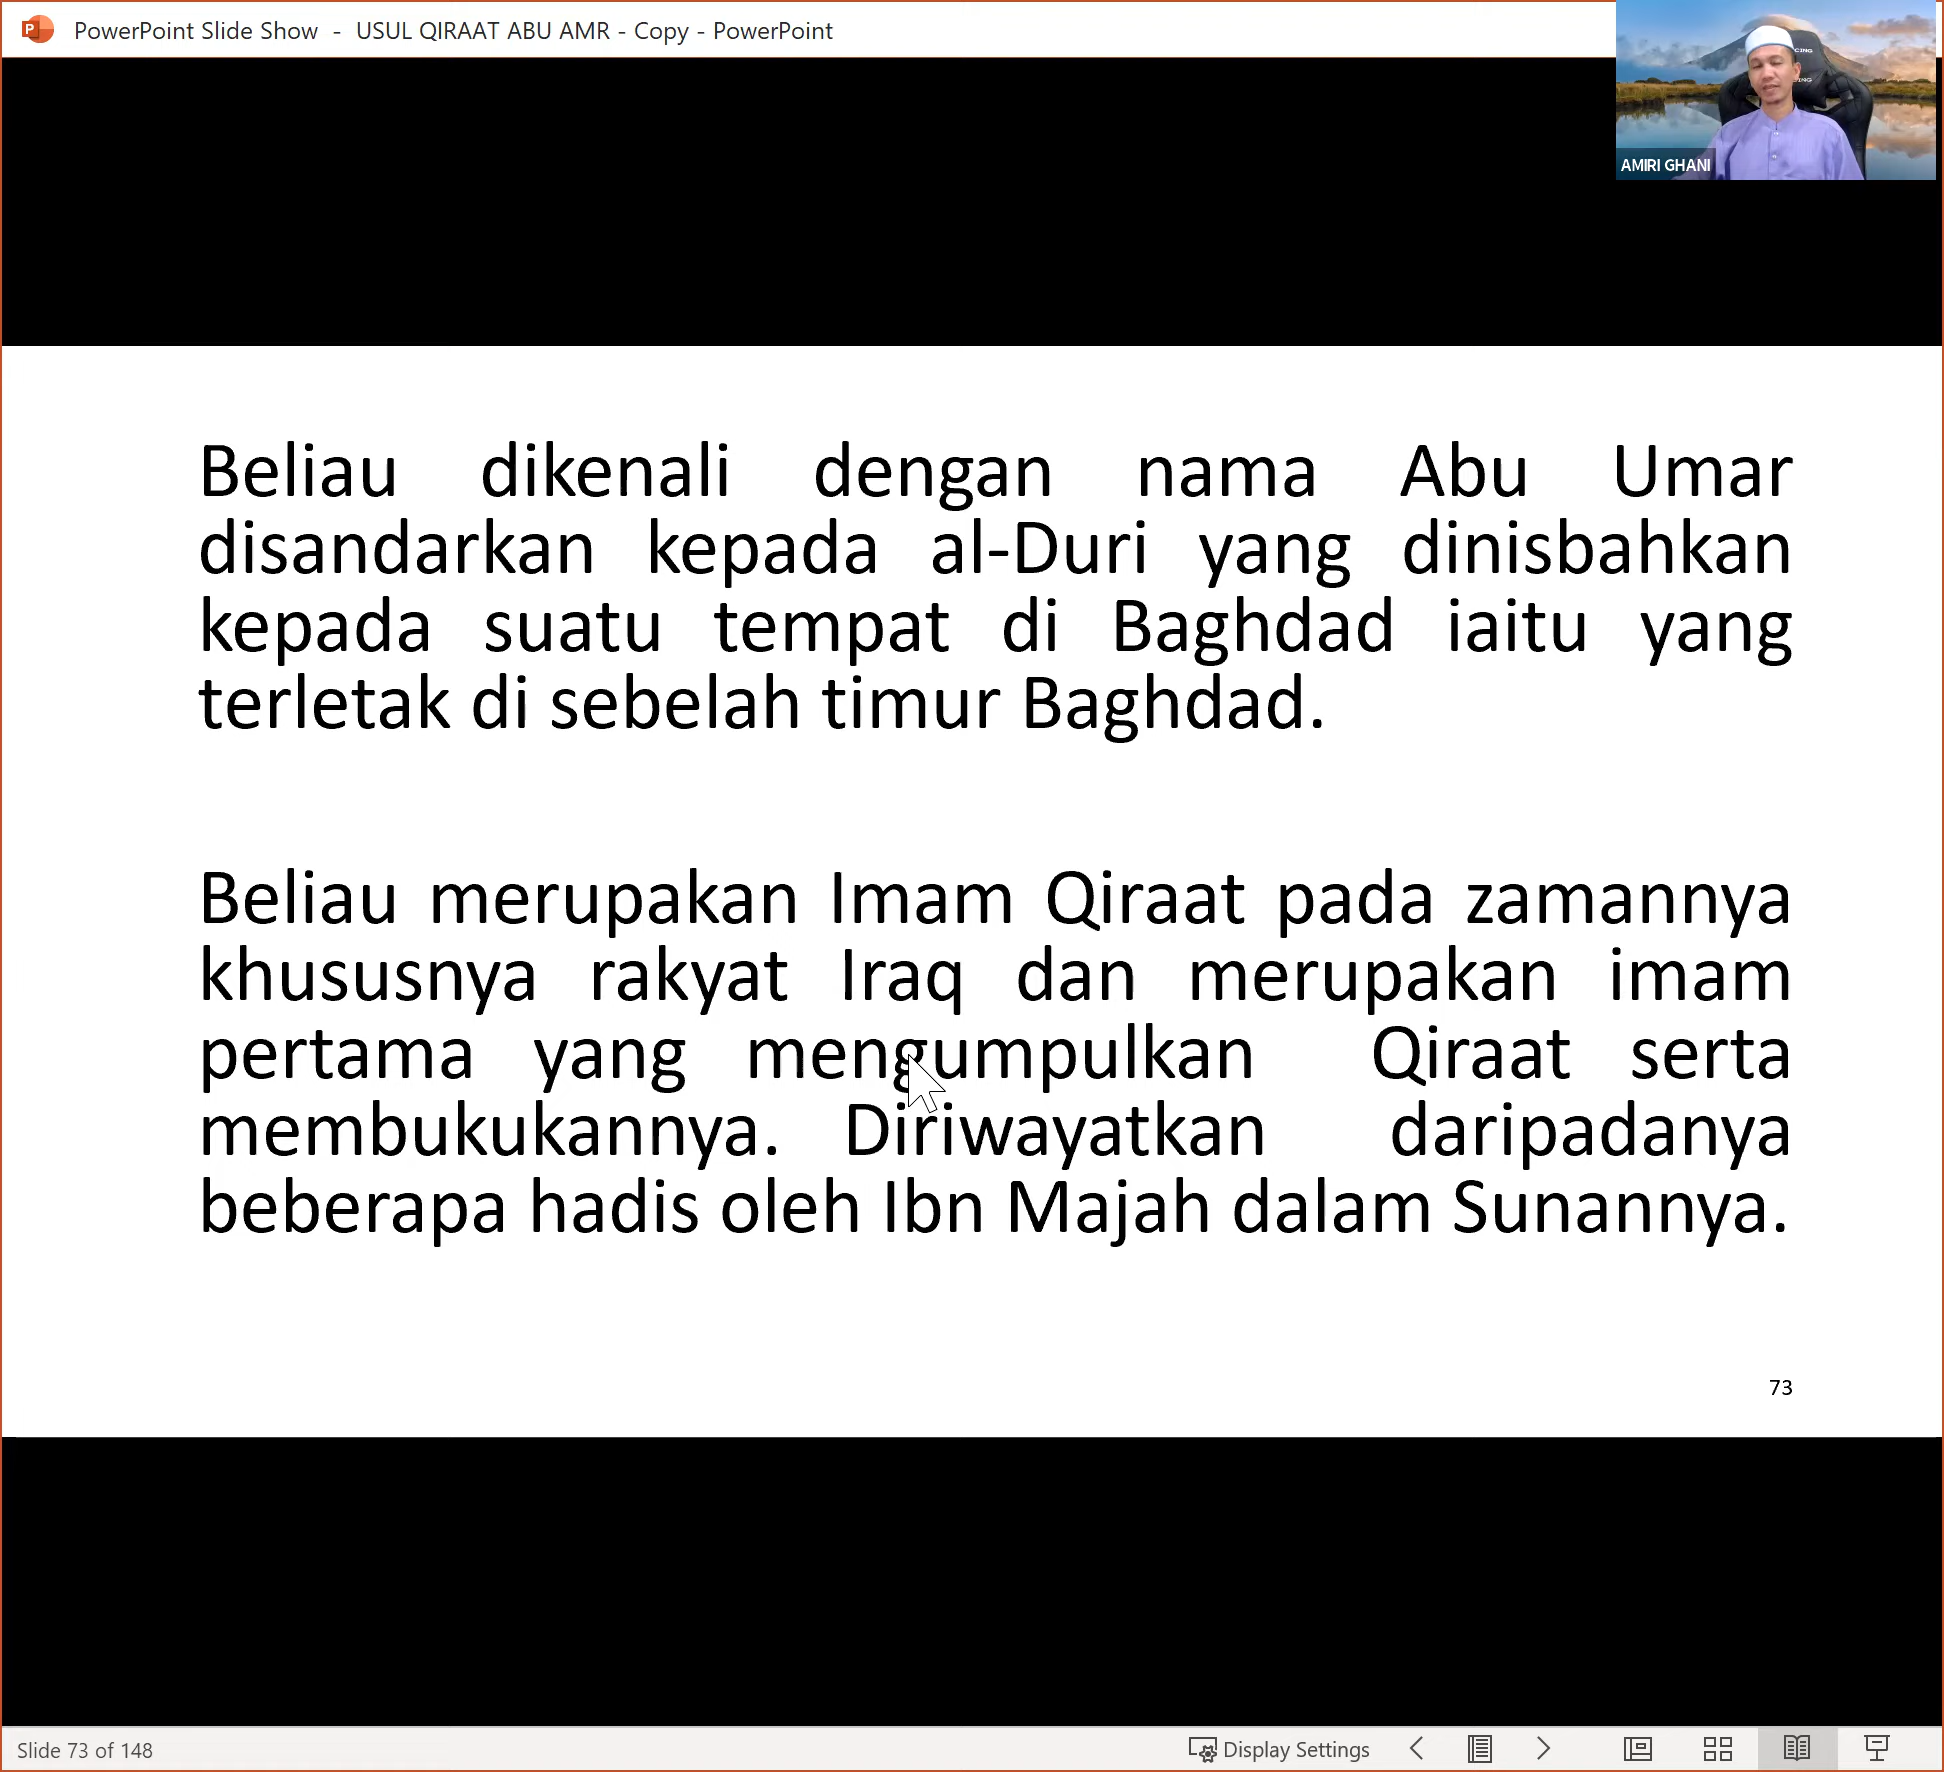 PowerPoint Slide Show - USUL QIRAAT ABU AMR - Copy - PowerPoint
AMIRI GHANI
Beliau dikenali dengan nama Abu Umar
disandarkan kepada al-Duri yang dinisbahkan
kepada suatu tempat di Baghdad iaitu yang
terletak di sebelah timur Baghdad.
Beliau merupakan Imam Qiraat pada zamannya
khususnya rakyat Iraq dan merupakan imam
pertama yang mengumpulkan Qiraat serta
membukukannya. Diriwayatkan daripadanya
beberapa hadis oleh Ibn Majah dalam Sunannya.
73
Slide 73 of 148
Display Settings